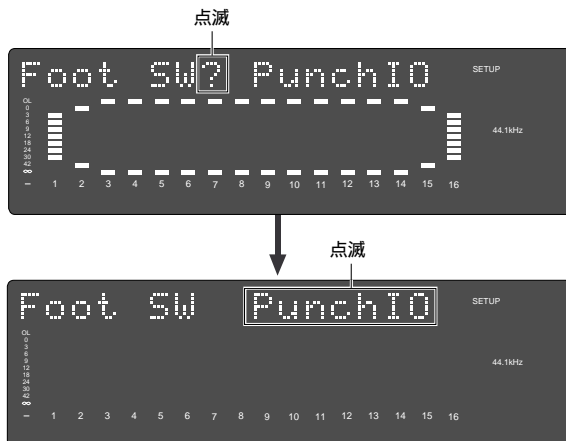 点滅
Foot SW? PunchIO
SETUP
OL
0
3
6
9
12
18
24
30
42
∞
44.1kHz
– 1 2 3 4 5 6 7 8 9 10 11 12 13 14 15 16
点滅
Foot SW PunchIO
SETUP
OL
0
3
6
9
12
18
24
30
42
∞
44.1kHz
– 1 2 3 4 5 6 7 8 9 10 11 12 13 14 15 16